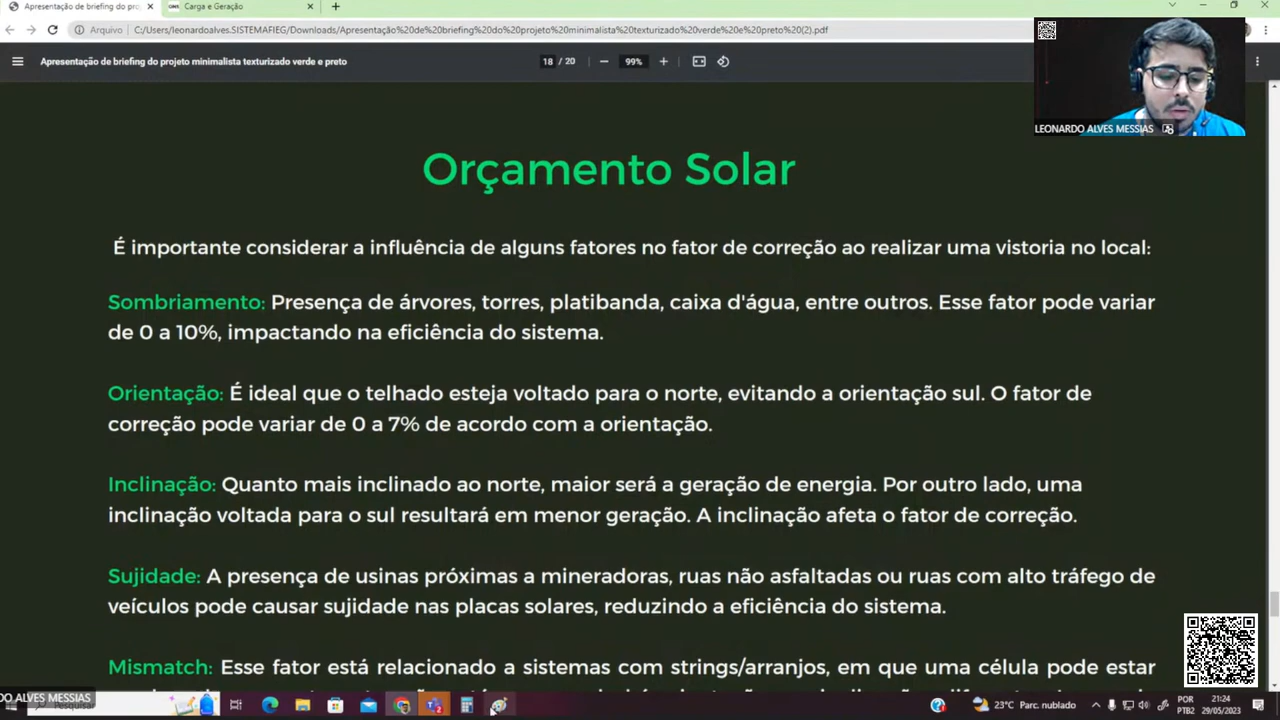 Apresentação de briefing do pro
Carga e Geração
Arquivo
C:/Users/leonardoalves.SISTEMAFIEG/Downloads/Apresentação%20de%20briefing%20do%20projeto%20minimalista%20texturizado%20verde%20e%20preto%20(2).pdf
Apresentação de briefing do projeto minimalista texturizado verde e preto
18 / 20
99%
LEONARDO ALVES MESSIAS
Orçamento Solar
É importante considerar a influência de alguns fatores no fator de correção ao realizar uma vistoria no local:
Sombriamento: Presença de árvores, torres, platibanda, caixa d'água, entre outros. Esse fator pode variar
de 0 a 10%, impactando na eficiência do sistema.
Orientação: É ideal que o telhado esteja voltado para o norte, evitando a orientação sul. O fator de
correção pode variar de 0 a 7% de acordo com a orientação.
Inclinação: Quanto mais inclinado ao norte, maior será a geração de energia. Por outro lado, uma
inclinação voltada para o sul resultará em menor geração. A inclinação afeta o fator de correção.
Sujidade: A presença de usinas próximas a mineradoras, ruas não asfaltadas ou ruas com alto tráfego de
veículos pode causar sujidade nas placas solares, reduzindo a eficiência do sistema.
Mismatch: Esse fator está relacionado a sistemas com strings/arranjos, em que uma célula pode estar
DO ALVES MESSIAS
Pesquisar
23°C Parc. nublado
POR
PTB2
21:24
29/05/2023